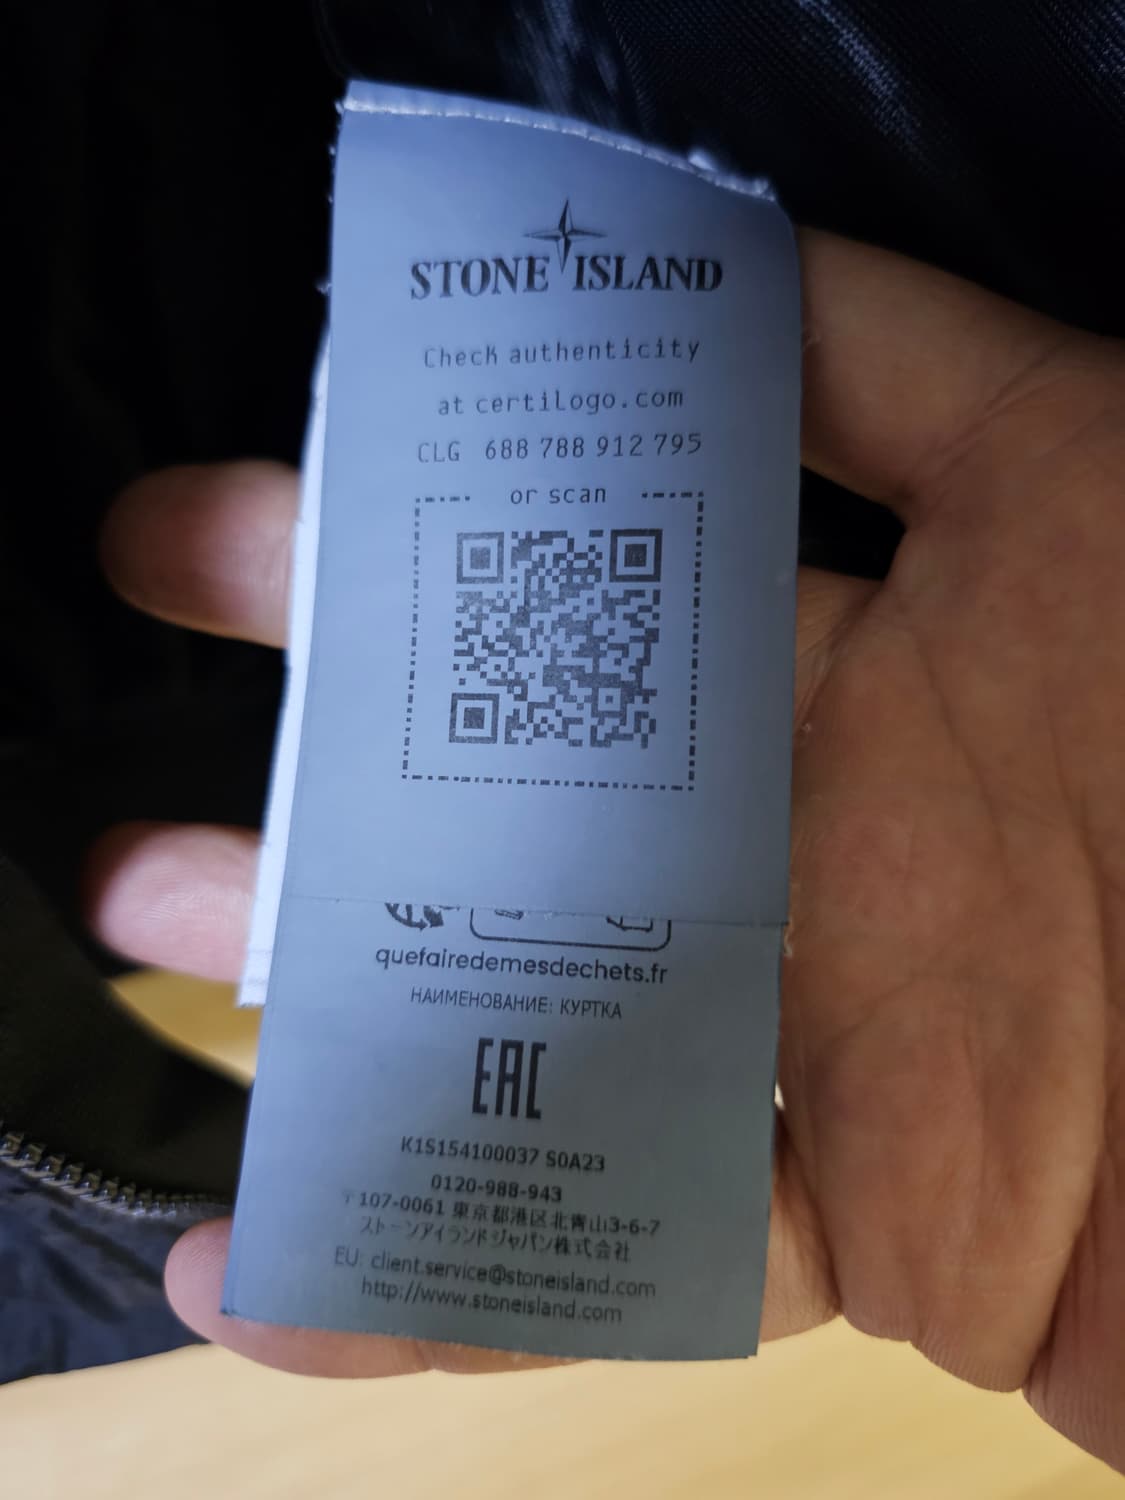 STONE ISLAND
Check authenticity
at certiLogo.com
CLG 688 788 912 795
or scan
quefairedemesdechets.fr
НАИМЕНОВАНИЕ: КУРТКА
EAC
K1S154100037 S0A23
0120-988-943
〒107-0061 東京都港区北青山3-6-7
ストーンアイランドジャパン株式会社
EU: client.service@stoneisland.com
http://www.stoneisland.com